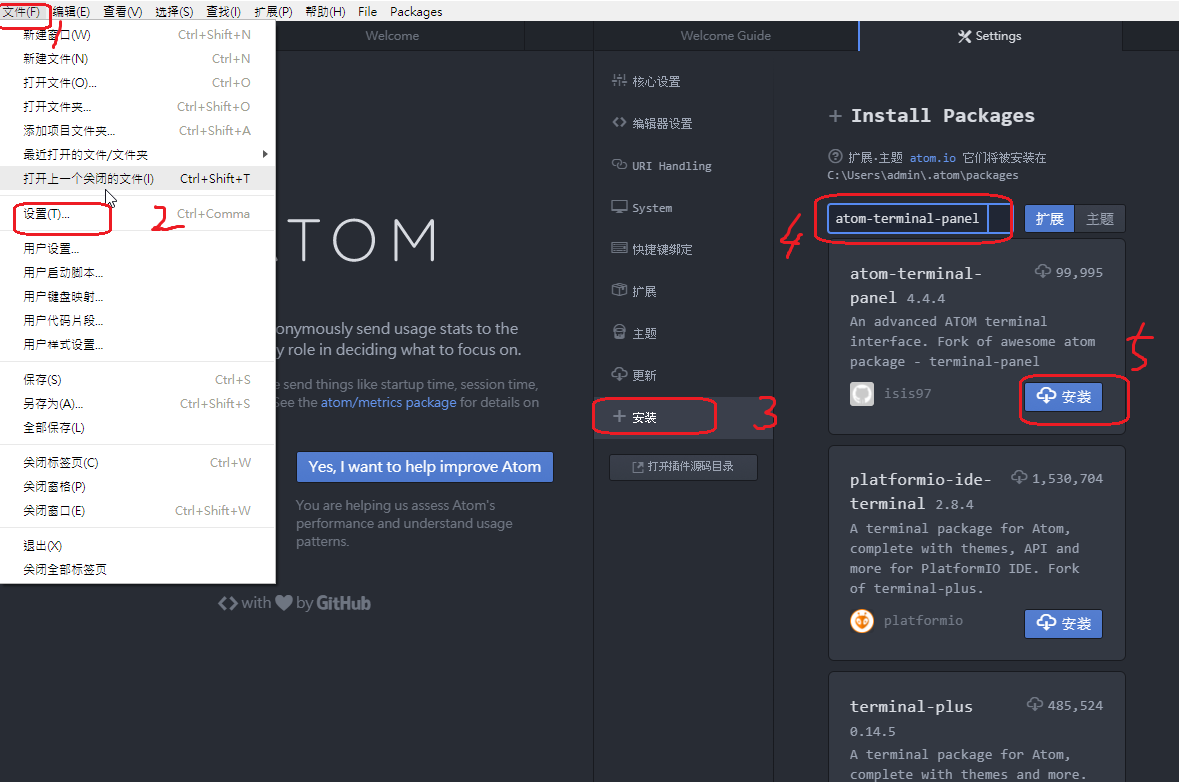 文件(F) 编辑(E) 查看(V) 选择(S) 查找(I) 扩展(P) 帮助(H) File Packages
1
新建窗口(W) Ctrl+Shift+N
新建文件(N) Ctrl+N
打开文件(O)... Ctrl+O
打开文件夹... Ctrl+Shift+O
添加项目文件夹... Ctrl+Shift+A
最近打开的文件/文件夹
打开上一个关闭的文件(I) Ctrl+Shift+T
设置(T)... Ctrl+Comma
2
用户设置...
用户启动脚本...
用户键盘映射...
用户代码片段...
用户样式设置...
保存(S) Ctrl+S
另存为(A)... Ctrl+Shift+S
全部保存(L)
关闭标签页(C) Ctrl+W
关闭窗格(P)
关闭窗口(E) Ctrl+Shift+W
退出(X)
关闭全部标签页
Welcome
TOM
onymously send usage stats to the
y role in deciding what to focus on.
e send things like startup time, session time,
See the atom/metrics package for details on
Yes, I want to help improve Atom
You are helping us assess Atom's
performance and understand usage
patterns.
with by GitHub
Welcome Guide
Settings
核心设置
编辑器设置
URI Handling
System
快捷键绑定
扩展
主题
更新
安装
3
打开插件源码目录
Install Packages
扩展·主题 atom.io 它们将被安装在
C:\Users\admin\.atom\packages
4
atom-terminal-panel
扩展 主题
atom-terminal- 99,995
panel 4.4.4
An advanced ATOM terminal
interface. Fork of awesome atom
package - terminal-panel
isis97
安装
5
platformio-ide- 1,530,704
terminal 2.8.4
A terminal package for Atom,
complete with themes, API and
more for PlatformIO IDE. Fork
of terminal-plus.
platformio
安装
terminal-plus 485,524
0.14.5
A terminal package for Atom,
complete with themes and more.